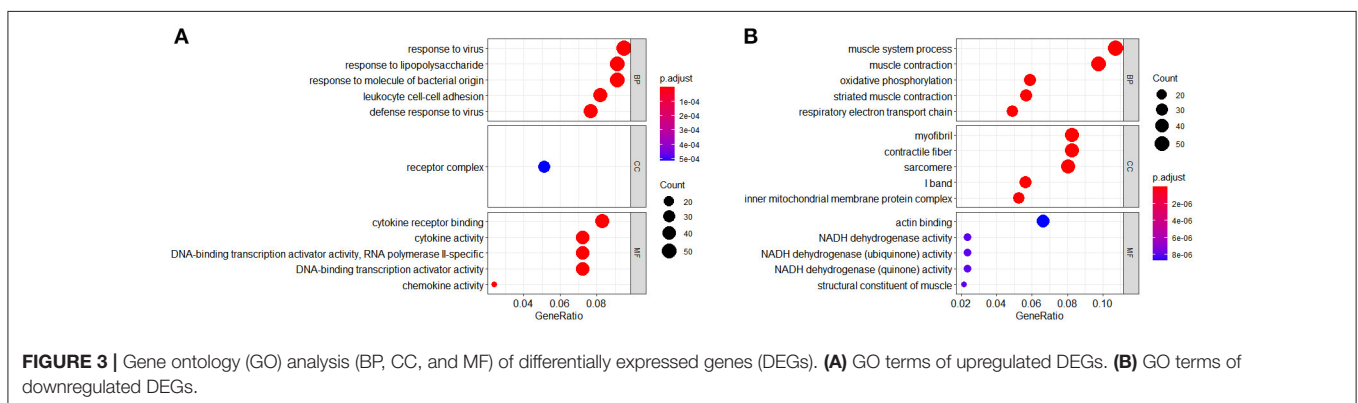 A
response to virus
response to lipopolysaccharide
response to molecule of bacterial origin
leukocyte cell-cell adhesion
defense response to virus
BP
receptor complex
CC
cytokine receptor binding
cytokine activity
DNA-binding transcription activator activity, RNA polymerase II-specific
DNA-binding transcription activator activity
chemokine activity
MF
0.04 0.06 0.08
GeneRatio
p.adjust
1e-04
2e-04
3e-04
4e-04
5e-04
Count
20
30
40
50
B
muscle system process
muscle contraction
oxidative phosphorylation
striated muscle contraction
respiratory electron transport chain
BP
myofibril
contractile fiber
sarcomere
I band
inner mitochondrial membrane protein complex
CC
actin binding
NADH dehydrogenase activity
NADH dehydrogenase (ubiquinone) activity
NADH dehydrogenase (quinone) activity
structural constituent of muscle
MF
0.02 0.04 0.06 0.08 0.10
GeneRatio
Count
20
30
40
50
p.adjust
2e-06
4e-06
6e-06
8e-06
FIGURE 3 | Gene ontology (GO) analysis (BP, CC, and MF) of differentially expressed genes (DEGs). (A) GO terms of upregulated DEGs. (B) GO terms of
downregulated DEGs.